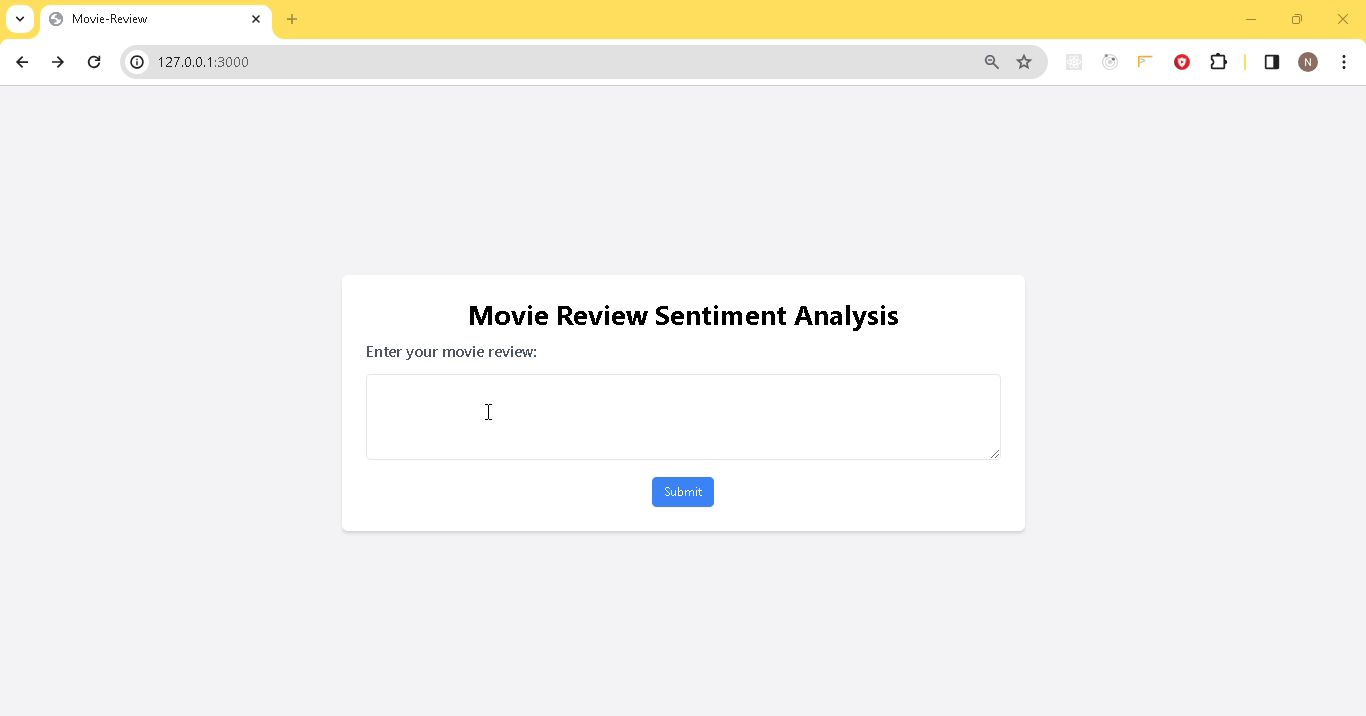 Movie-Review
127.0.0.1:3000
N
Movie Review Sentiment Analysis
Enter your movie review:
Submit